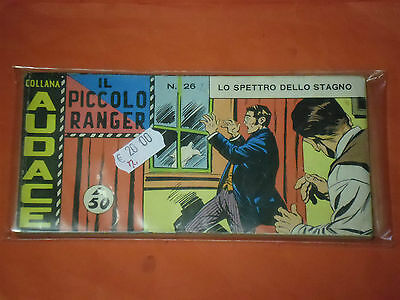 COLLANA
AUDACE
IL
PICCOLO
RANGER
N. 26
LO SPETTRO DELLO STAGNO
€ 20,00
£. 50